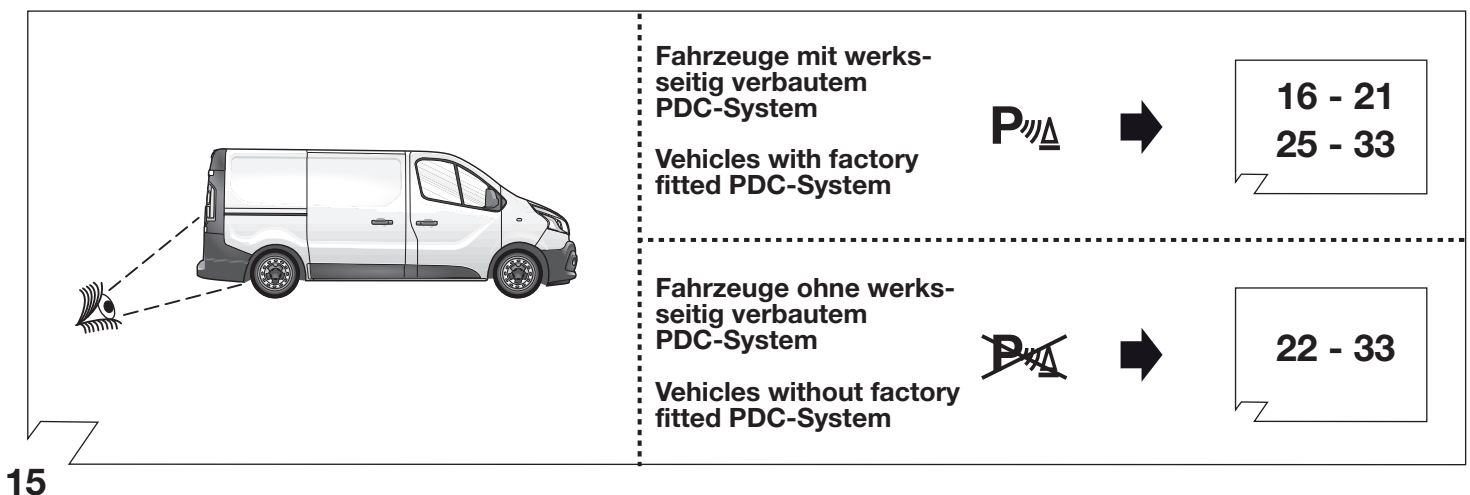 Fahrzeuge mit werks-
seitig verbautem
PDC-System
Vehicles with factory
fitted PDC-System
P
16 - 21
25 - 33
Fahrzeuge ohne werks-
seitig verbautem
PDC-System
Vehicles without factory
fitted PDC-System
P
22 - 33
15